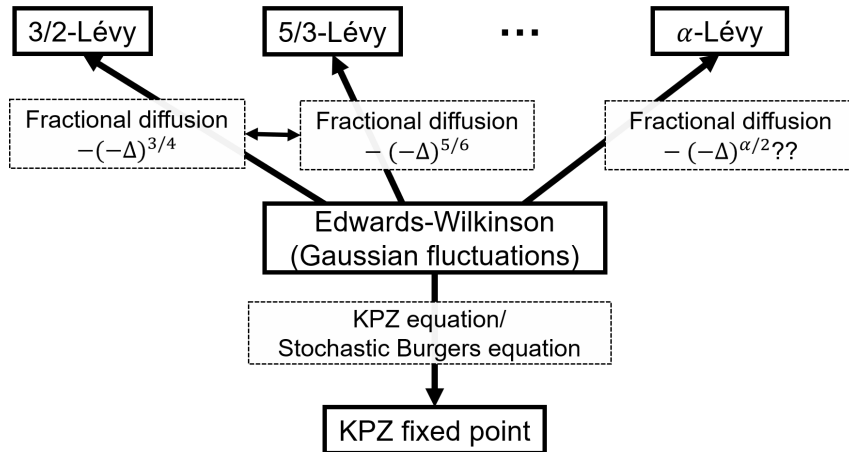 3/2-Lévy
5/3-Lévy
...
α-Lévy
Fractional diffusion
−(−Δ)^{3/4}
Fractional diffusion
− (−Δ)^{5/6}
Fractional diffusion
− (−Δ)^{α/2}??
Edwards-Wilkinson
(Gaussian fluctuations)
KPZ equation/
Stochastic Burgers equation
KPZ fixed point